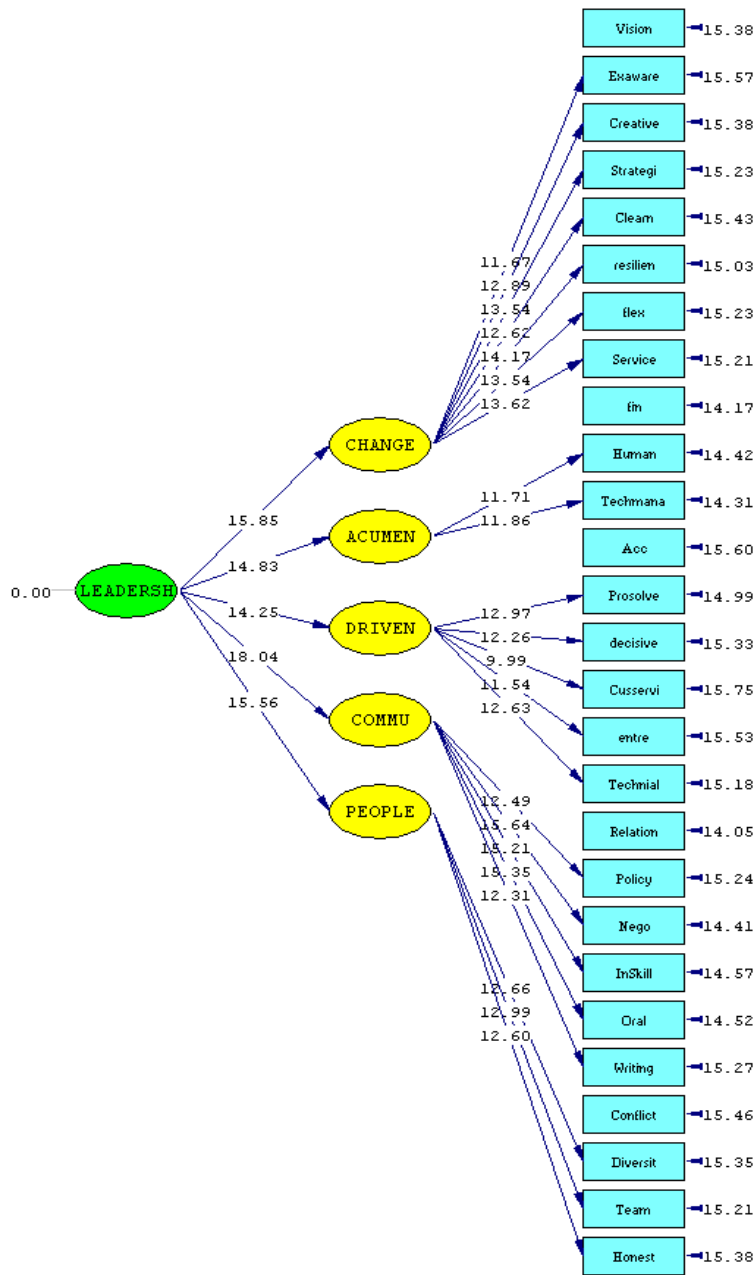 Vision 15.38
Exaware 15.57
Creative 15.38
Strategi 15.23
Clearn 15.43
resilien 15.03
flex 15.23
Service 15.21
fin 14.17
Human 14.42
Techmana 14.31
Acc 15.60
Prosolve 14.99
decisive 15.33
Cusservi 15.75
entre 15.53
Technial 15.18
Relation 14.05
Policy 15.24
Nego 14.41
InSkill 14.57
Oral 14.52
Writing 15.27
Conflict 15.46
Diversit 15.35
Team 15.21
Honest 15.38
11.67
12.89
13.54
12.62
14.17
13.54
13.62
11.71
11.86
12.97
12.26
9.99
11.54
12.63
12.49
15.64
15.21
15.35
12.31
12.66
12.99
12.60
CHANGE
ACUMEN
DRIVEN
COMMU
PEOPLE
15.85
14.83
14.25
18.04
15.56
0.00 LEADERSH